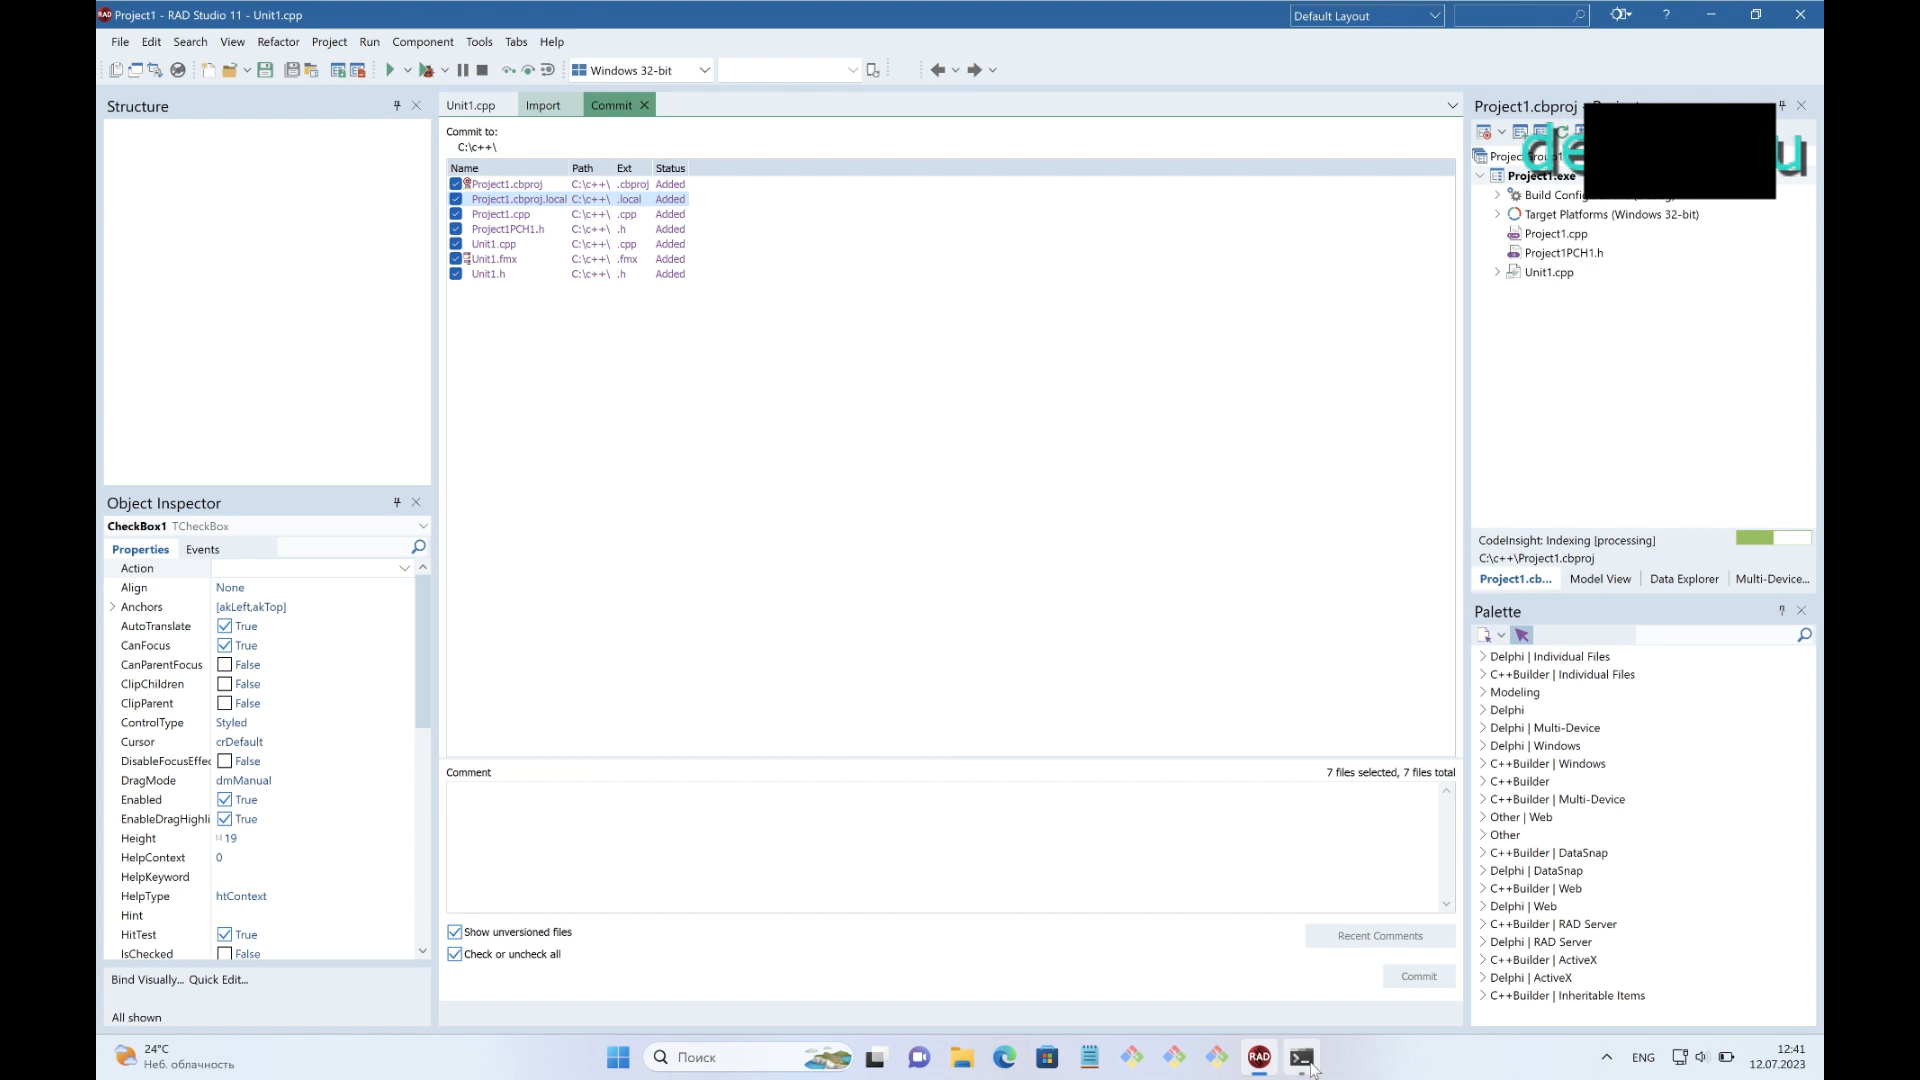 Project1 - RAD Studio 11 - Unit1.cpp
Default Layout
?
File Edit Search View Refactor Project Run Component Tools Tabs Help
Windows 32-bit
Structure
Unit1.cpp Import Commit
Commit to:
C:\c++\
Name Path Ext Status
Project1.cbproj C:\c++\ .cbproj Added
Project1.cbproj.local C:\c++\ .local Added
Project1.cpp C:\c++\ .cpp Added
Project1PCH1.h C:\c++\ .h Added
Unit1.cpp C:\c++\ .cpp Added
Unit1.fmx C:\c++\ .fmx Added
Unit1.h C:\c++\ .h Added
Comment
7 files selected, 7 files total
Show unversioned files
Check or uncheck all
Recent Comments
Commit
Object Inspector
CheckBox1 TCheckBox
Properties Events
Action
Align None
Anchors [akLeft,akTop]
AutoTranslate True
CanFocus True
CanParentFocus False
ClipChildren False
ClipParent False
ControlType Styled
Cursor crDefault
DisableFocusEffec False
DragMode dmManual
Enabled True
EnableDragHighli True
Height 19
HelpContext 0
HelpKeyword
HelpType htContext
Hint
HitTest True
IsChecked False
Bind Visually... Quick Edit...
All shown
Project1.cbproj -
Project1.exe
Target Platforms (Windows 32-bit)
Project1.cpp
Project1PCH1.h
Unit1.cpp
CodeInsight: Indexing [processing]
C:\c++\Project1.cbproj
Project1.cb... Model View Data Explorer Multi-Device...
Palette
Delphi | Individual Files
C++Builder | Individual Files
Modeling
Delphi
Delphi | Multi-Device
Delphi | Windows
C++Builder | Windows
C++Builder
C++Builder | Multi-Device
Other | Web
Other
C++Builder | DataSnap
Delphi | DataSnap
C++Builder | Web
Delphi | Web
C++Builder | RAD Server
Delphi | RAD Server
C++Builder | ActiveX
Delphi | ActiveX
C++Builder | Inheritable Items
24°C
Неб. облачность
Поиск
RAD
ENG
12:41
12.07.2023